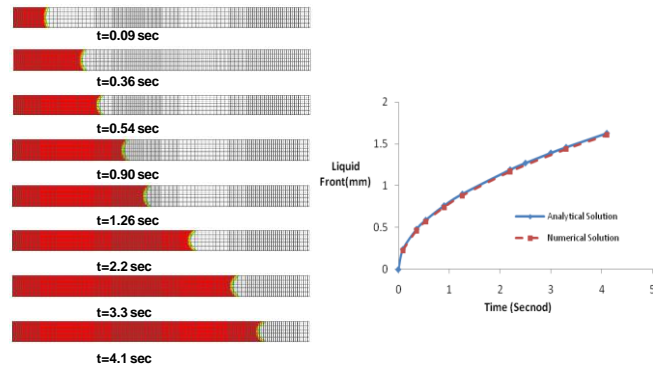 t=0.09 sec
t=0.36 sec
t=0.54 sec
t=0.90 sec
t=1.26 sec
t=2.2 sec
t=3.3 sec
t=4.1 sec
2
1.5
1
0.5
0
Liquid
Front(mm)
Analytical Solution
Numerical Solution
0 1 2 3 4 5
Time (Secnod)